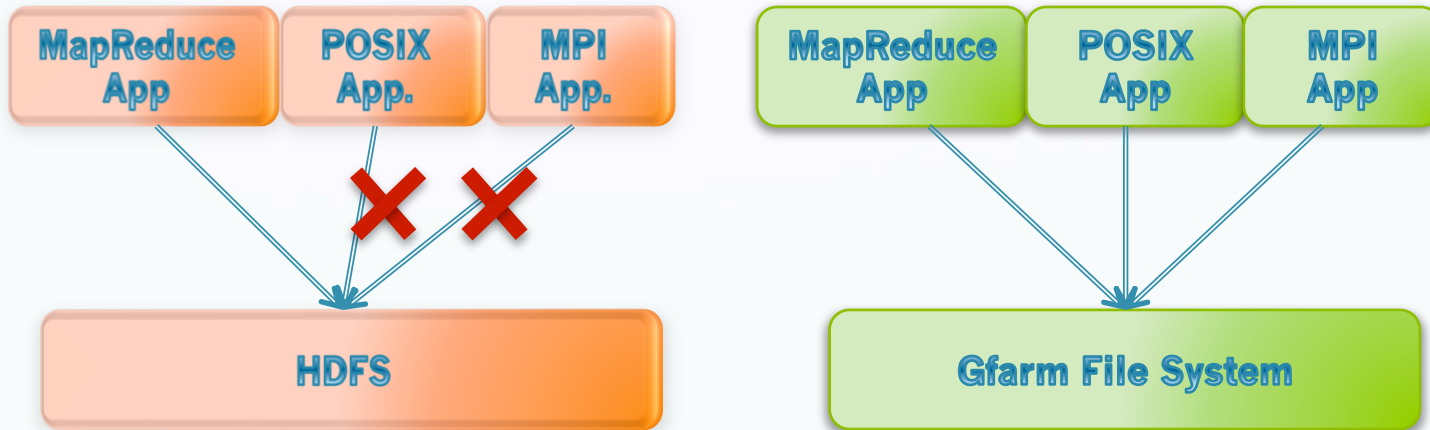 MapReduce
App
POSIX
App.
MPI
App.
HDFS
MapReduce
App
POSIX
App
MPI
App
Gfarm File System